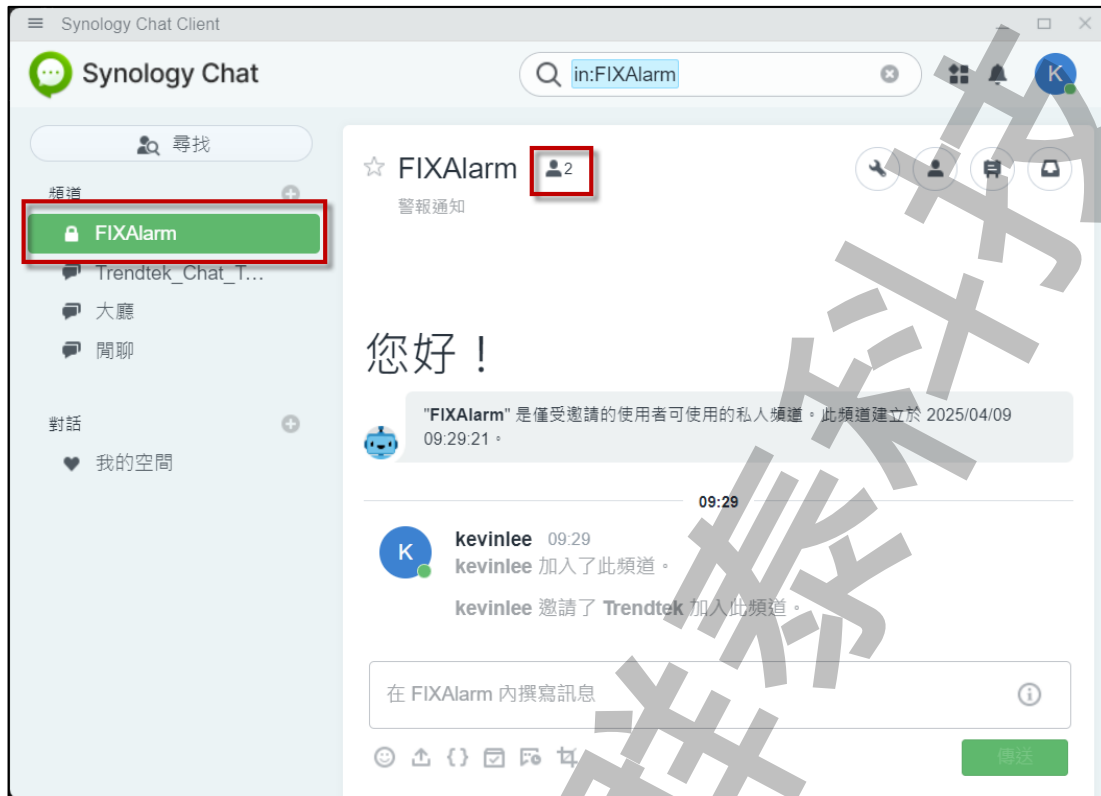 Synology Chat Client
Synology Chat
in:FIXAlarm
K
尋找
頻道
FIXAlarm
Trendtek_Chat_T...
大廳
閒聊
對話
我的空間
FIXAlarm 2
警報通知
您好！
"FIXAlarm" 是僅受邀請的使用者可使用的私人頻道。此頻道建立於 2025/04/09
09:29:21。
09:29
K
kevinlee 09:29
kevinlee 加入了此頻道。
kevinlee 邀請了 Trendtek 加入此頻道。
在 FIXAlarm 內撰寫訊息
傳送
群泰科技